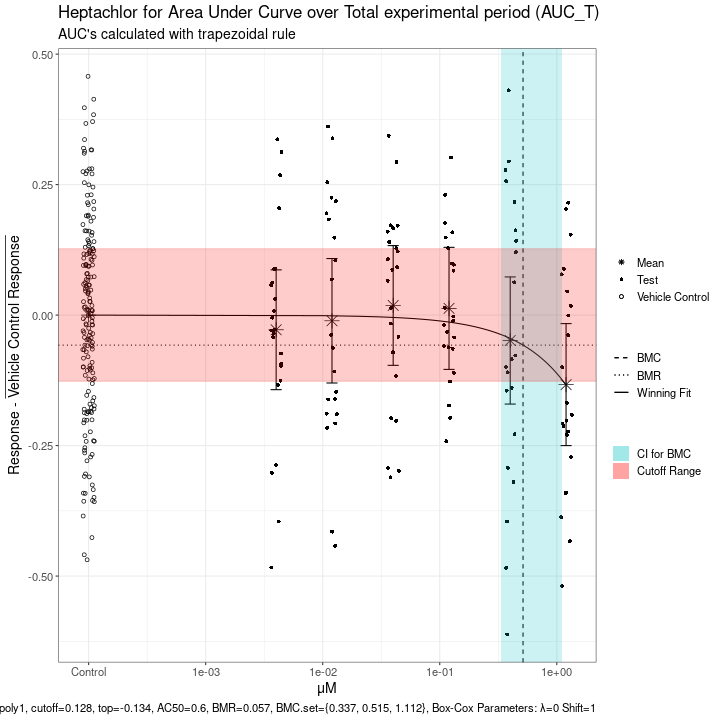 Heptachlor for Area Under Curve over Total experimental period (AUC_T)
AUC's calculated with trapezoidal rule
Response - Vehicle Control Response
0.50
0.25
0.00
-0.25
-0.50
Control
1e-03
1e-02
1e-01
1e+00
μM
Mean
Test
Vehicle Control
BMC
BMR
Winning Fit
CI for BMC
Cutoff Range
poly1, cutoff=0.128, top=-0.134, AC50=0.6, BMR=0.057, BMC.set={0.337, 0.515, 1.112}, Box-Cox Parameters: λ=0 Shift=1